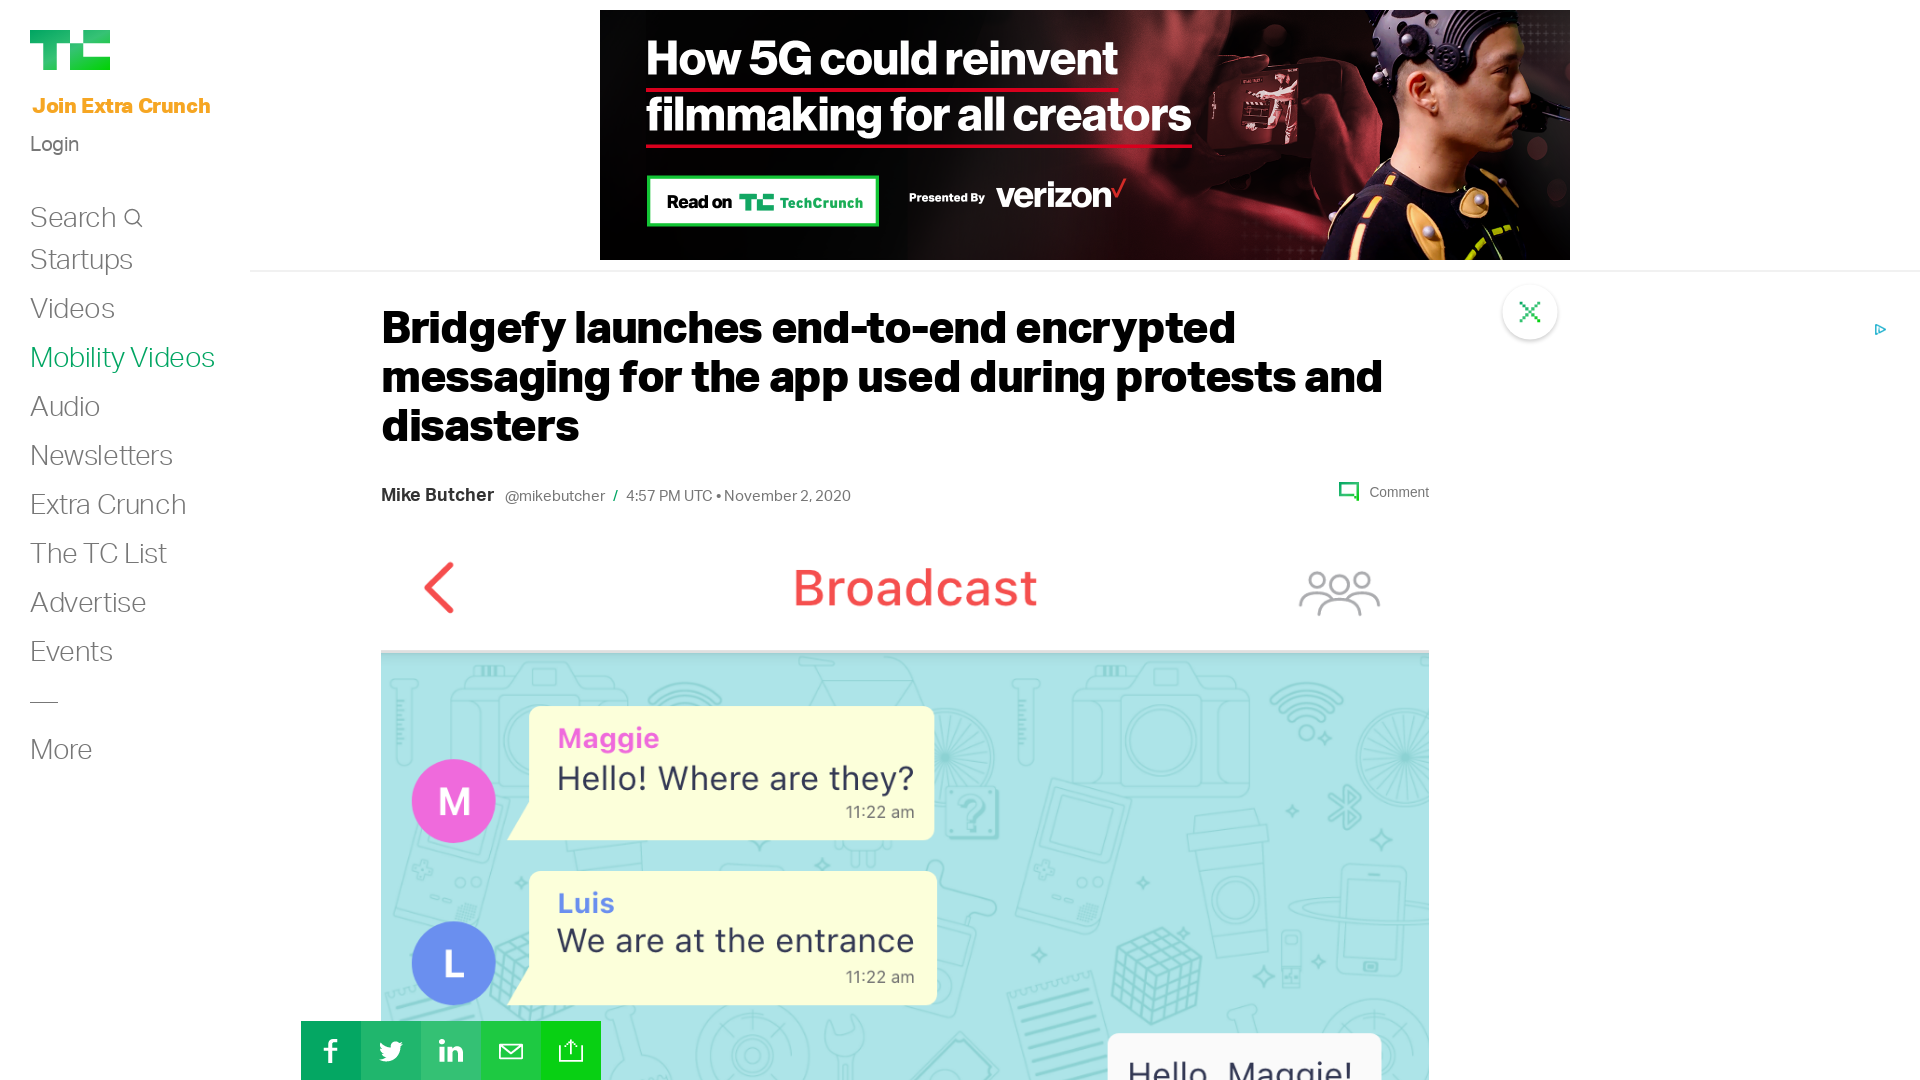 TC
Join Extra Crunch
Login
Search
Startups
Videos
Mobility Videos
Audio
Newsletters
Extra Crunch
The TC List
Advertise
Events
More
How 5G could reinvent
filmmaking for all creators
Read on TC TechCrunch
Presented By verizon
Bridgefy launches end-to-end encrypted
messaging for the app used during protests and
disasters
Mike Butcher @mikebutcher / 4:57 PM UTC • November 2, 2020
Comment
Broadcast
Maggie
M
Hello! Where are they?
11:22 am
Luis
L
We are at the entrance
11:22 am
Hello, Maggie!